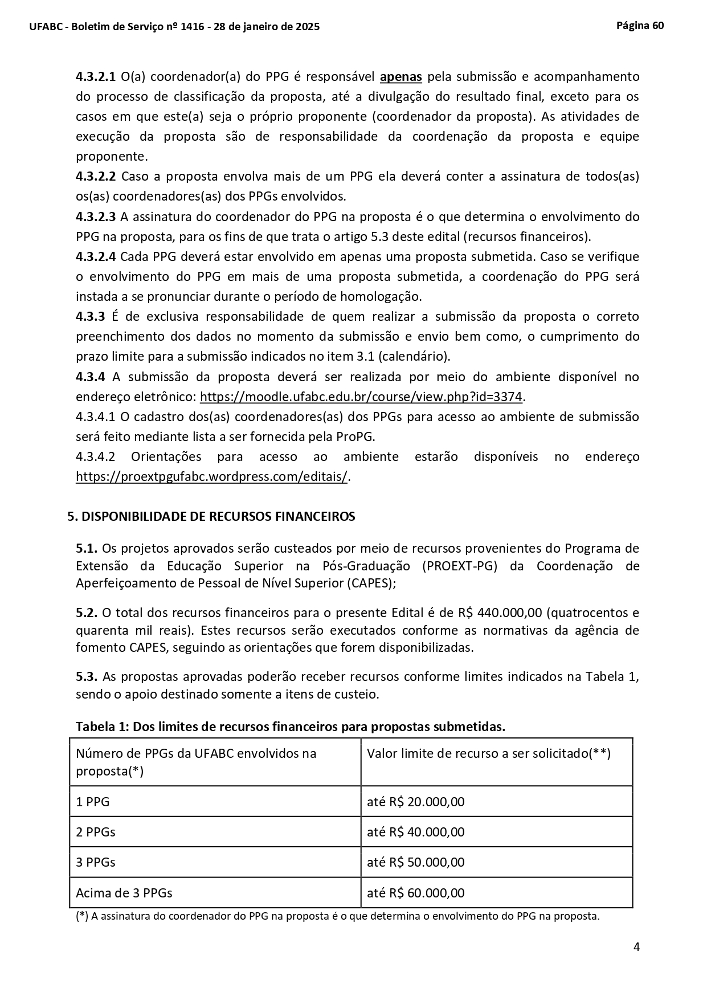 UFABC - Boletim de Serviço nº 1416 - 28 de janeiro de 2025
Página 60
4.3.2.1 O(a) coordenador(a) do PPG é responsável apenas pela submissão e acompanhamento
do processo de classificação da proposta, até a divulgação do resultado final, exceto para os
casos em que este(a) seja o próprio proponente (coordenador da proposta). As atividades de
execução da proposta são de responsabilidade da coordenação da proposta e equipe
proponente.
4.3.2.2 Caso a proposta envolva mais de um PPG ela deverá conter a assinatura de todos(as)
os(as) coordenadores(as) dos PPGs envolvidos.
4.3.2.3 A assinatura do coordenador do PPG na proposta é o que determina o envolvimento do
PPG na proposta, para os fins de que trata o artigo 5.3 deste edital (recursos financeiros).
4.3.2.4 Cada PPG deverá estar envolvido em apenas uma proposta submetida. Caso se verifique
o envolvimento do PPG em mais de uma proposta submetida, a coordenação do PPG será
instada a se pronunciar durante o período de homologação.
4.3.3 É de exclusiva responsabilidade de quem realizar a submissão da proposta o correto
preenchimento dos dados no momento da submissão e envio bem como, o cumprimento do
prazo limite para a submissão indicados no item 3.1 (calendário).
4.3.4 A submissão da proposta deverá ser realizada por meio do ambiente disponível no
endereço eletrônico: https://moodle.ufabc.edu.br/course/view.php?id=3374.
4.3.4.1 O cadastro dos(as) coordenadores(as) dos PPGs para acesso ao ambiente de submissão
será feito mediante lista a ser fornecida pela ProPG.
4.3.4.2 Orientações para acesso ao ambiente estarão disponíveis no endereço
https://proextpgufabc.wordpress.com/editais/.
5. DISPONIBILIDADE DE RECURSOS FINANCEIROS
5.1. Os projetos aprovados serão custeados por meio de recursos provenientes do Programa de
Extensão da Educação Superior na Pós-Graduação (PROEXT-PG) da Coordenação de
Aperfeiçoamento de Pessoal de Nível Superior (CAPES);
5.2. O total dos recursos financeiros para o presente Edital é de R$ 440.000,00 (quatrocentos e
quarenta mil reais). Estes recursos serão executados conforme as normativas da agência de
fomento CAPES, seguindo as orientações que forem disponibilizadas.
5.3. As propostas aprovadas poderão receber recursos conforme limites indicados na Tabela 1,
sendo o apoio destinado somente a itens de custeio.
Tabela 1: Dos limites de recursos financeiros para propostas submetidas.
Número de PPGs da UFABC envolvidos na
proposta(*)
Valor limite de recurso a ser solicitado(**)
1 PPG
até R$ 20.000,00
2 PPGs
até R$ 40.000,00
3 PPGs
até R$ 50.000,00
Acima de 3 PPGs
até R$ 60.000,00
(*) A assinatura do coordenador do PPG na proposta é o que determina o envolvimento do PPG na proposta.
4